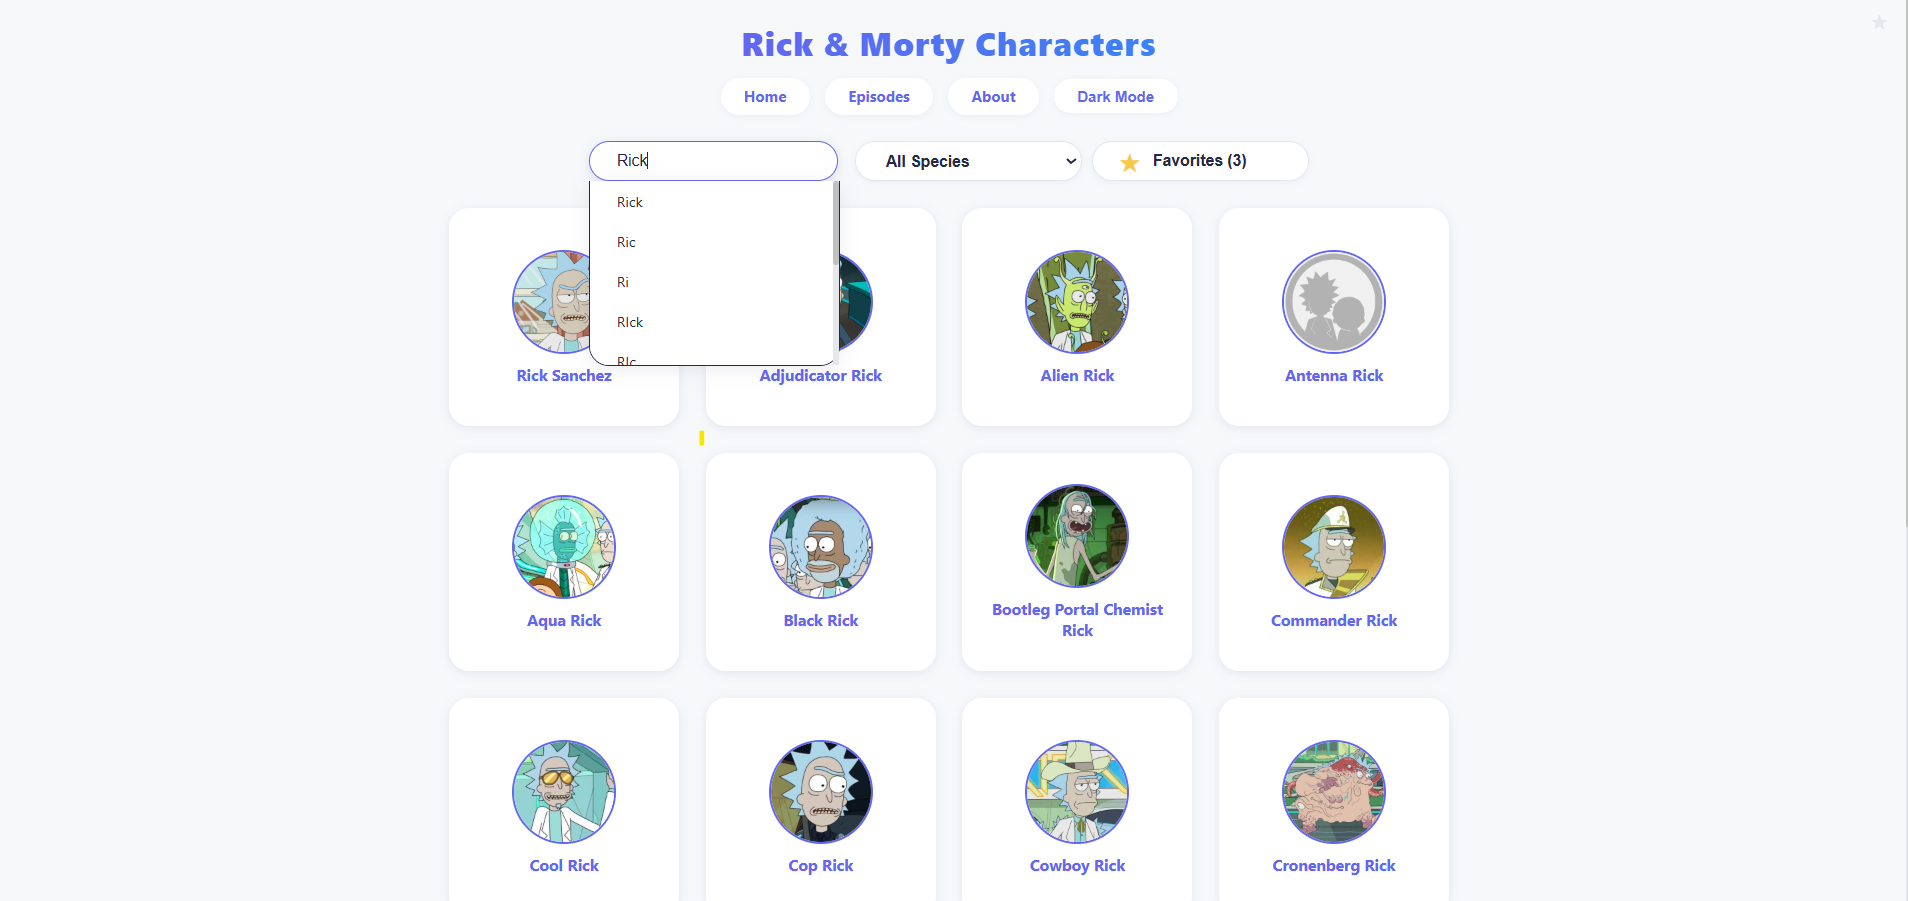 Rick & Morty Characters
Home Episodes About Dark Mode
Rick
All Species
Favorites (3)
Rick
Ric
Ri
RIck
RIc
Rick Sanchez
Adjudicator Rick
Alien Rick
Antenna Rick
Aqua Rick
Black Rick
Bootleg Portal Chemist
Rick
Commander Rick
Cool Rick
Cop Rick
Cowboy Rick
Cronenberg Rick